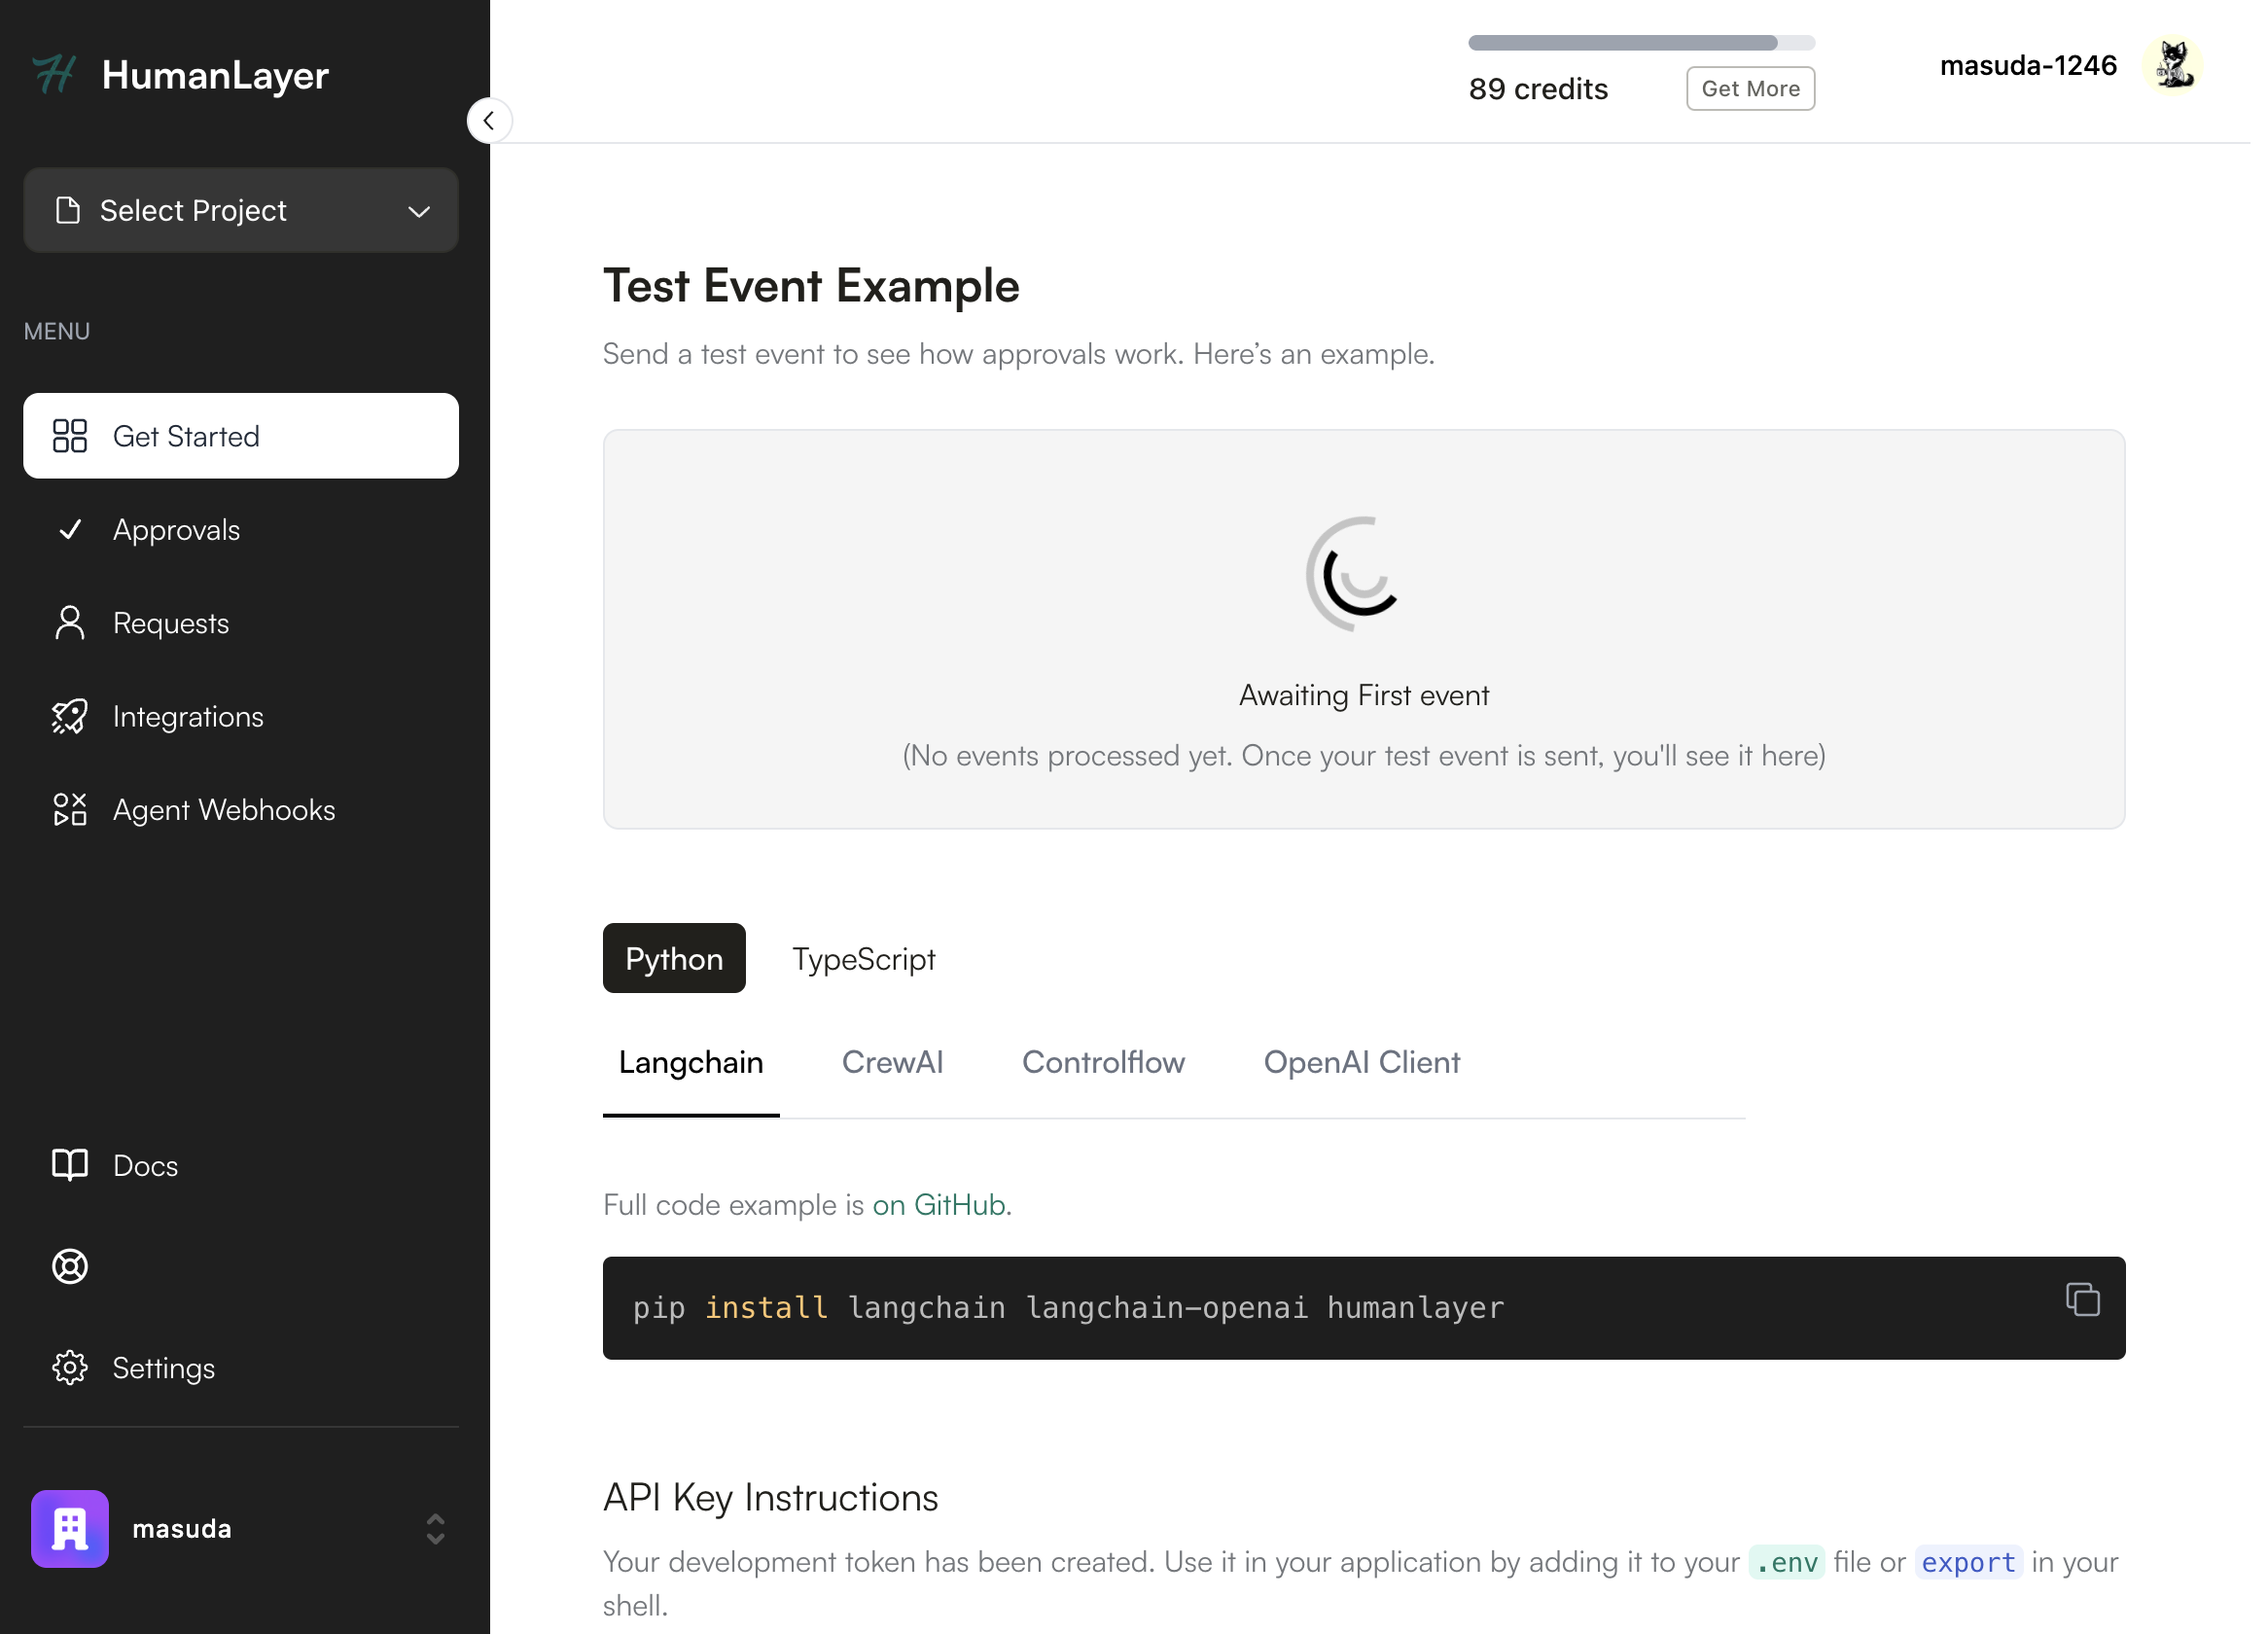 HumanLayer
Select Project
MENU
Get Started
Approvals
Requests
Integrations
Agent Webhooks
Docs
Settings
masuda
89 credits
Get More
masuda-1246
Test Event Example
Send a test event to see how approvals work. Here’s an example.
Awaiting First event
(No events processed yet. Once your test event is sent, you'll see it here)
Python
TypeScript
Langchain
CrewAI
Controlflow
OpenAI Client
Full code example is on GitHub.
pip install langchain langchain-openai humanlayer
API Key Instructions
Your development token has been created. Use it in your application by adding it to your .env file or export in your
shell.